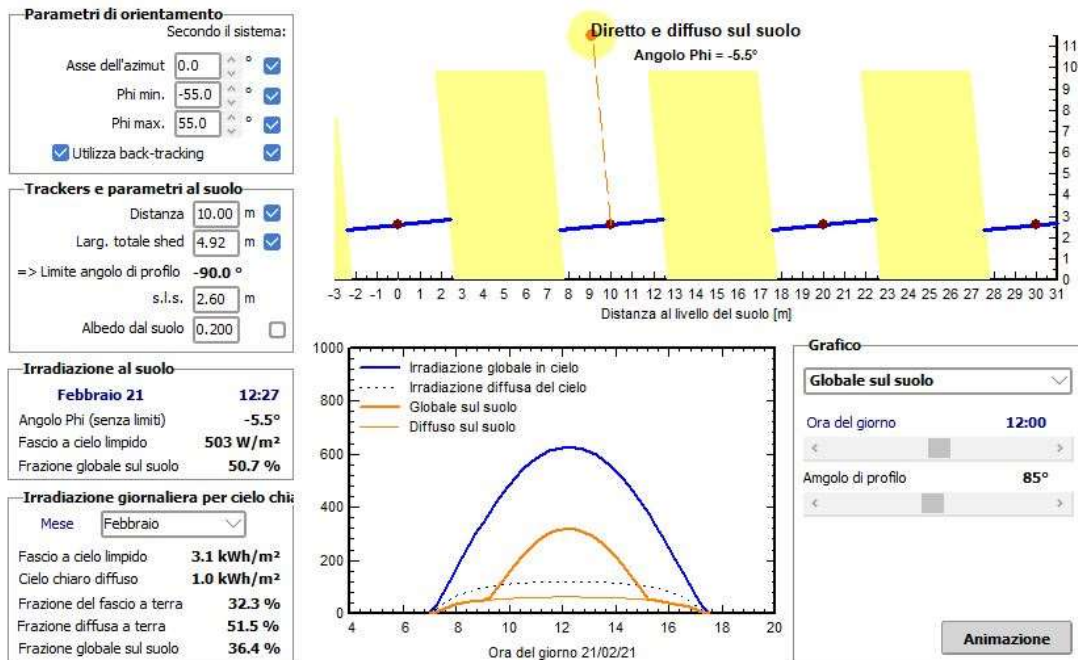 Parametri di orientamento
Secondo il sistema:
Asse dell'azimut 0.0 °
Phi min. -55.0 °
Phi max. 55.0 °
Utilizza back-tracking
Trackers e parametri al suolo
Distanza 10.00 m
Larg. totale shed 4.92 m
=> Limite angolo di profilo -90.0 °
s.l.s. 2.60 m
Albedo dal suolo 0.200
Irradiazione al suolo
Febbraio 21 12:27
Angolo Phi (senza limiti) -5.5°
Fascio a cielo limpido 503 W/m²
Frazione globale sul suolo 50.7 %
Irradiazione giornaliera per cielo chia
Mese Febbraio
Fascio a cielo limpido 3.1 kWh/m²
Cielo chiaro diffuso 1.0 kWh/m²
Frazione del fascio a terra 32.3 %
Frazione diffusa a terra 51.5 %
Frazione globale sul suolo 36.4 %
Diretto e diffuso sul suolo
Angolo Phi = -5.5°
11
10
9
8
7
6
5
4
3
2
1
0
-3 -2 -1 0 1 2 3 4 5 6 7 8 9 10 11 12 13 14 15 16 17 18 19 20 21 22 23 24 25 26 27 28 29 30 31
Distanza al livello del suolo [m]
1000
800
600
400
200
0
Irradiazione globale in cielo
Irradiazione diffusa del cielo
Globale sul suolo
Diffuso sul suolo
4 6 8 10 12 14 16 18 20
Ora del giorno 21/02/21
Grafico
Globale sul suolo
Ora del giorno 12:00
Amgolo di profilo 85°
Animazione